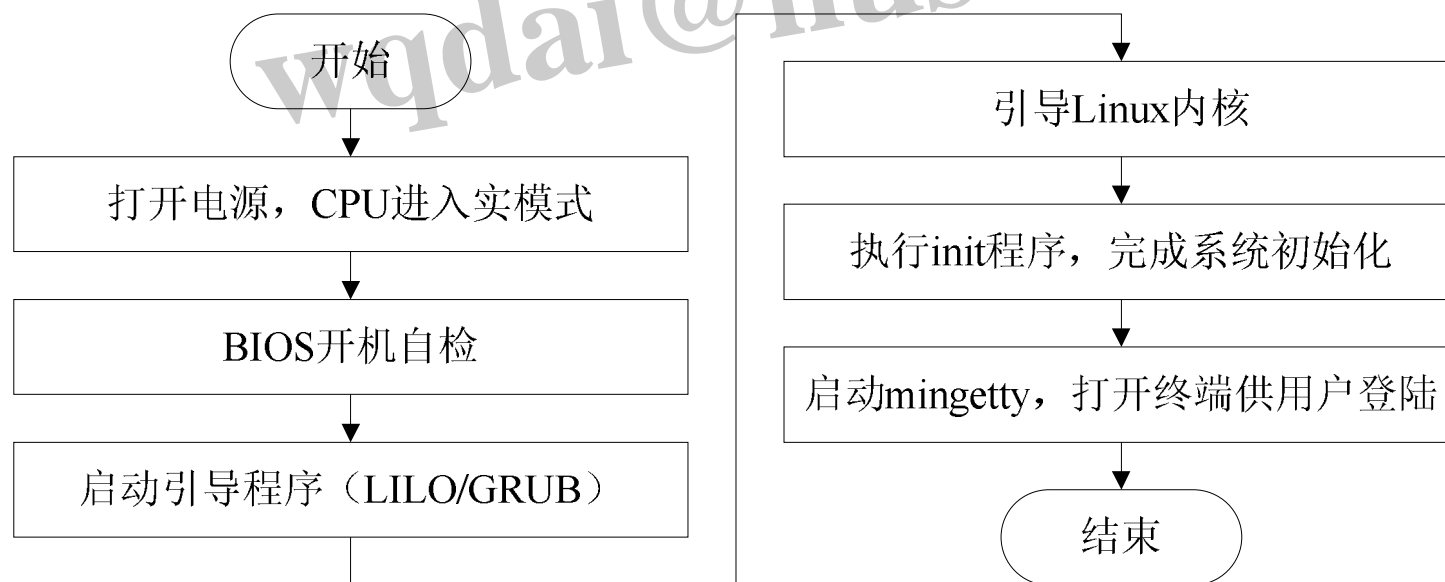 开始
打开电源，CPU进入实模式
BIOS开机自检
启动引导程序（LILO/GRUB）
引导Linux内核
执行init程序，完成系统初始化
启动mingetty，打开终端供用户登陆
结束